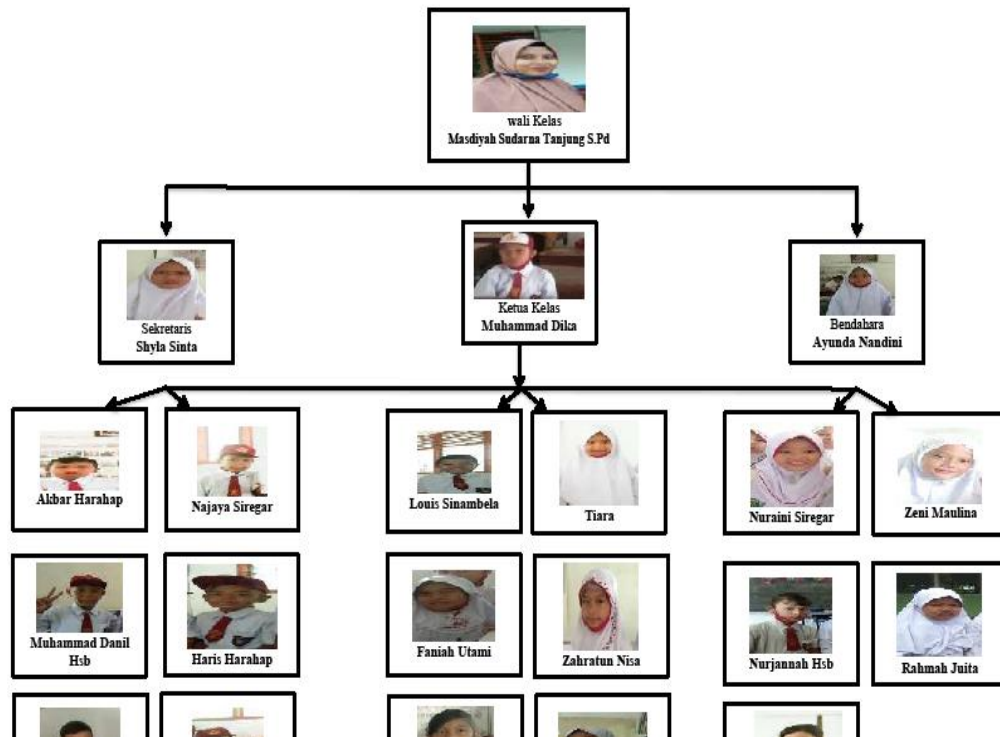 wali Kelas
Masdiyah Sudarna Tanjung S.Pd
Sekretaris
Shyla Sinta
Ketua Kelas
Muhammad Dika
Bendahara
Ayunda Nandini
Akbar Harahap
Najaya Siregar
Louis Sinambela
Tiara
Nuraini Siregar
Zeni Maulina
Muhammad Danil
Hsb
Haris Harahap
Faniah Utami
Zahratun Nisa
Nurjannah Hsb
Rahmah Juita